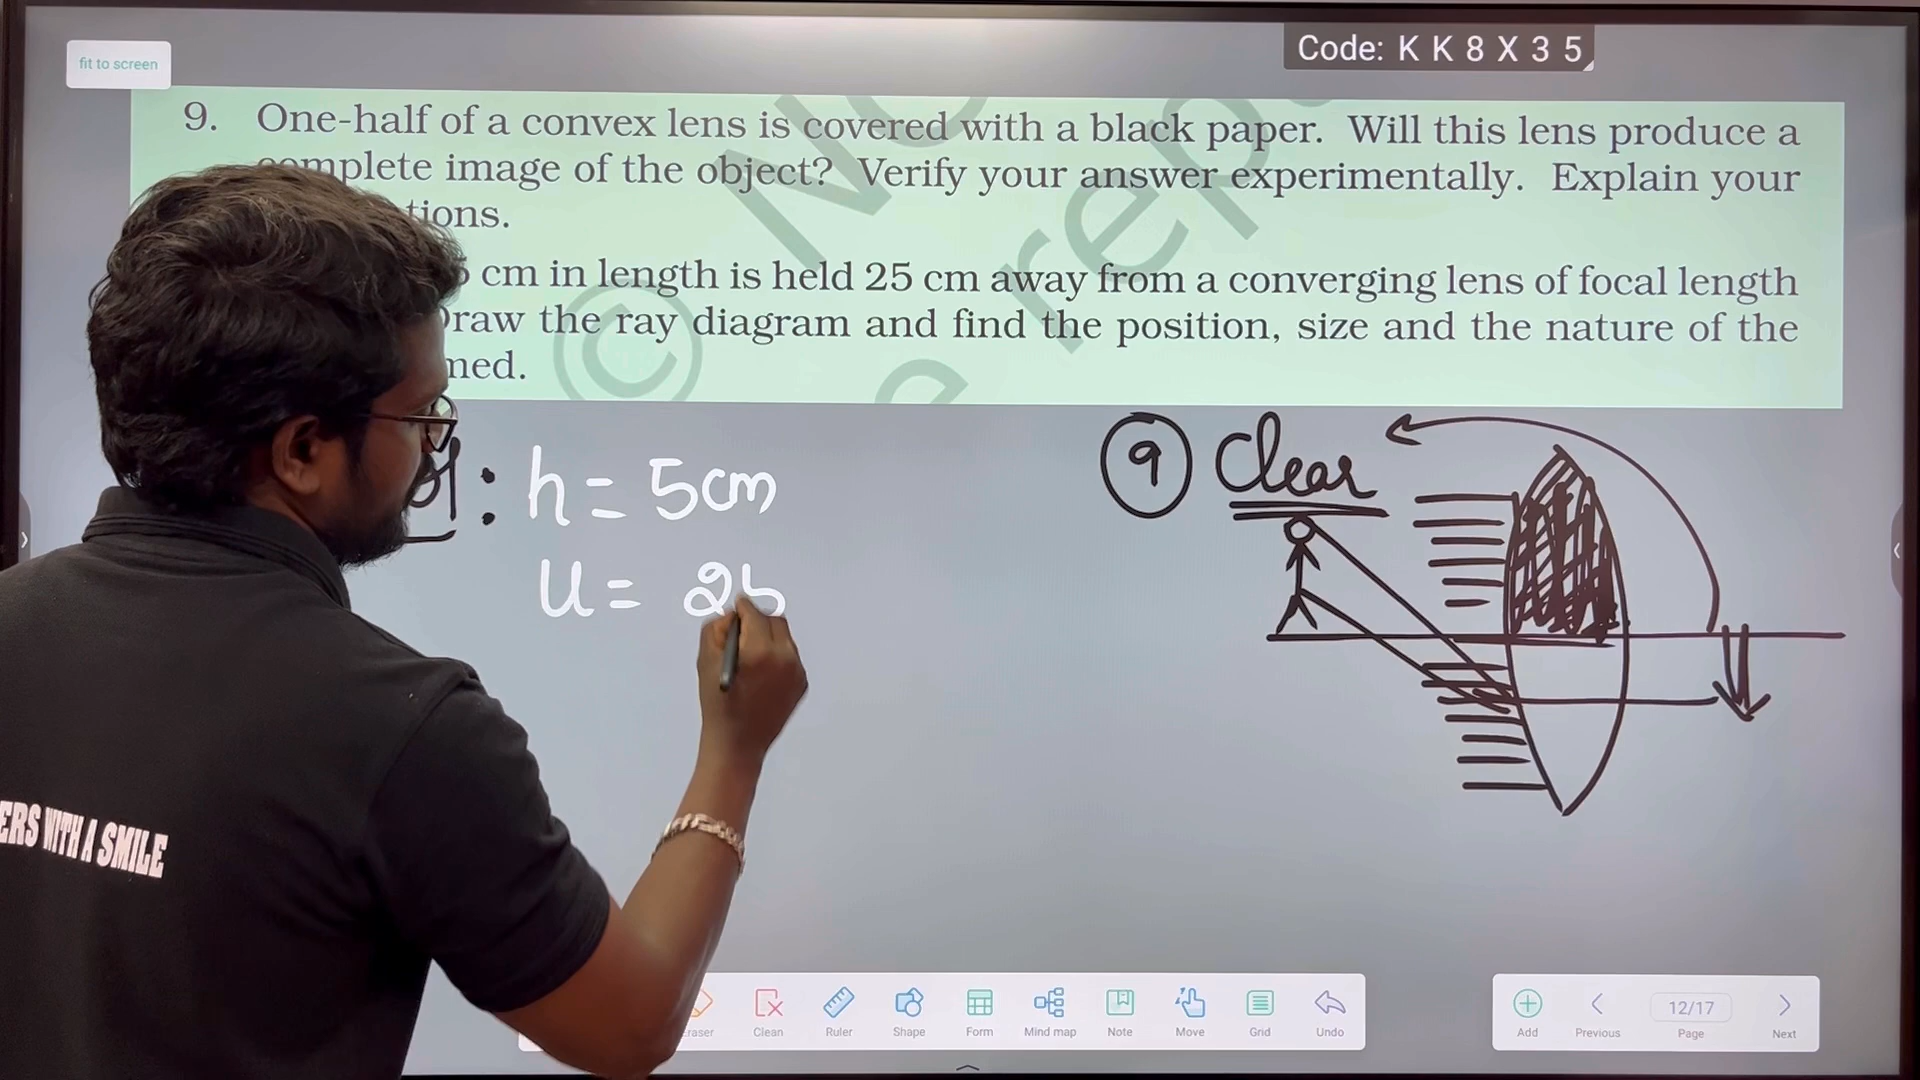 fit to screen
Code: K K 8 X 3 5
9. One-half of a convex lens is covered with a black paper. Will this lens produce a
complete image of the object? Verify your answer experimentally. Explain your
tions.
cm in length is held 25 cm away from a converging lens of focal length
raw the ray diagram and find the position, size and the nature of the
med.
© e rep
: h = 5cm
u = 25
9 Clear
ERS WITH A SMILE
raser Clean Ruler Shape Form Mind map Note Move Grid Undo
Add Previous 12/17 Page Next